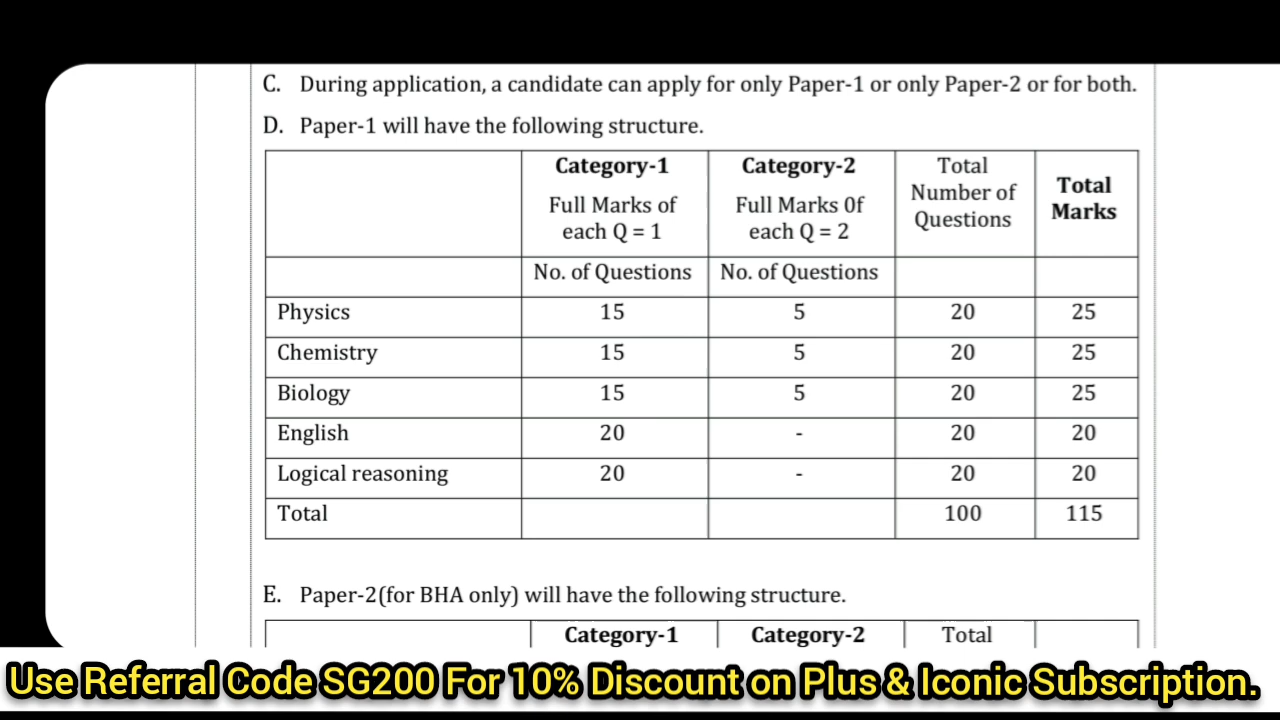 C. During application, a candidate can apply for only Paper-1 or only Paper-2 or for both.
D. Paper-1 will have the following structure.
Category-1 Category-2 Total
Number of
Questions Total
Marks
Full Marks of
each Q = 1 Full Marks 0f
each Q = 2
No. of Questions No. of Questions
Physics 15 5 20 25
Chemistry 15 5 20 25
Biology 15 5 20 25
English 20 - 20 20
Logical reasoning 20 - 20 20
Total 100 115
E. Paper-2(for BHA only) will have the following structure.
Category-1 Category-2 Total
Use Referral Code SG200 For 10% Discount on Plus & Iconic Subscription.